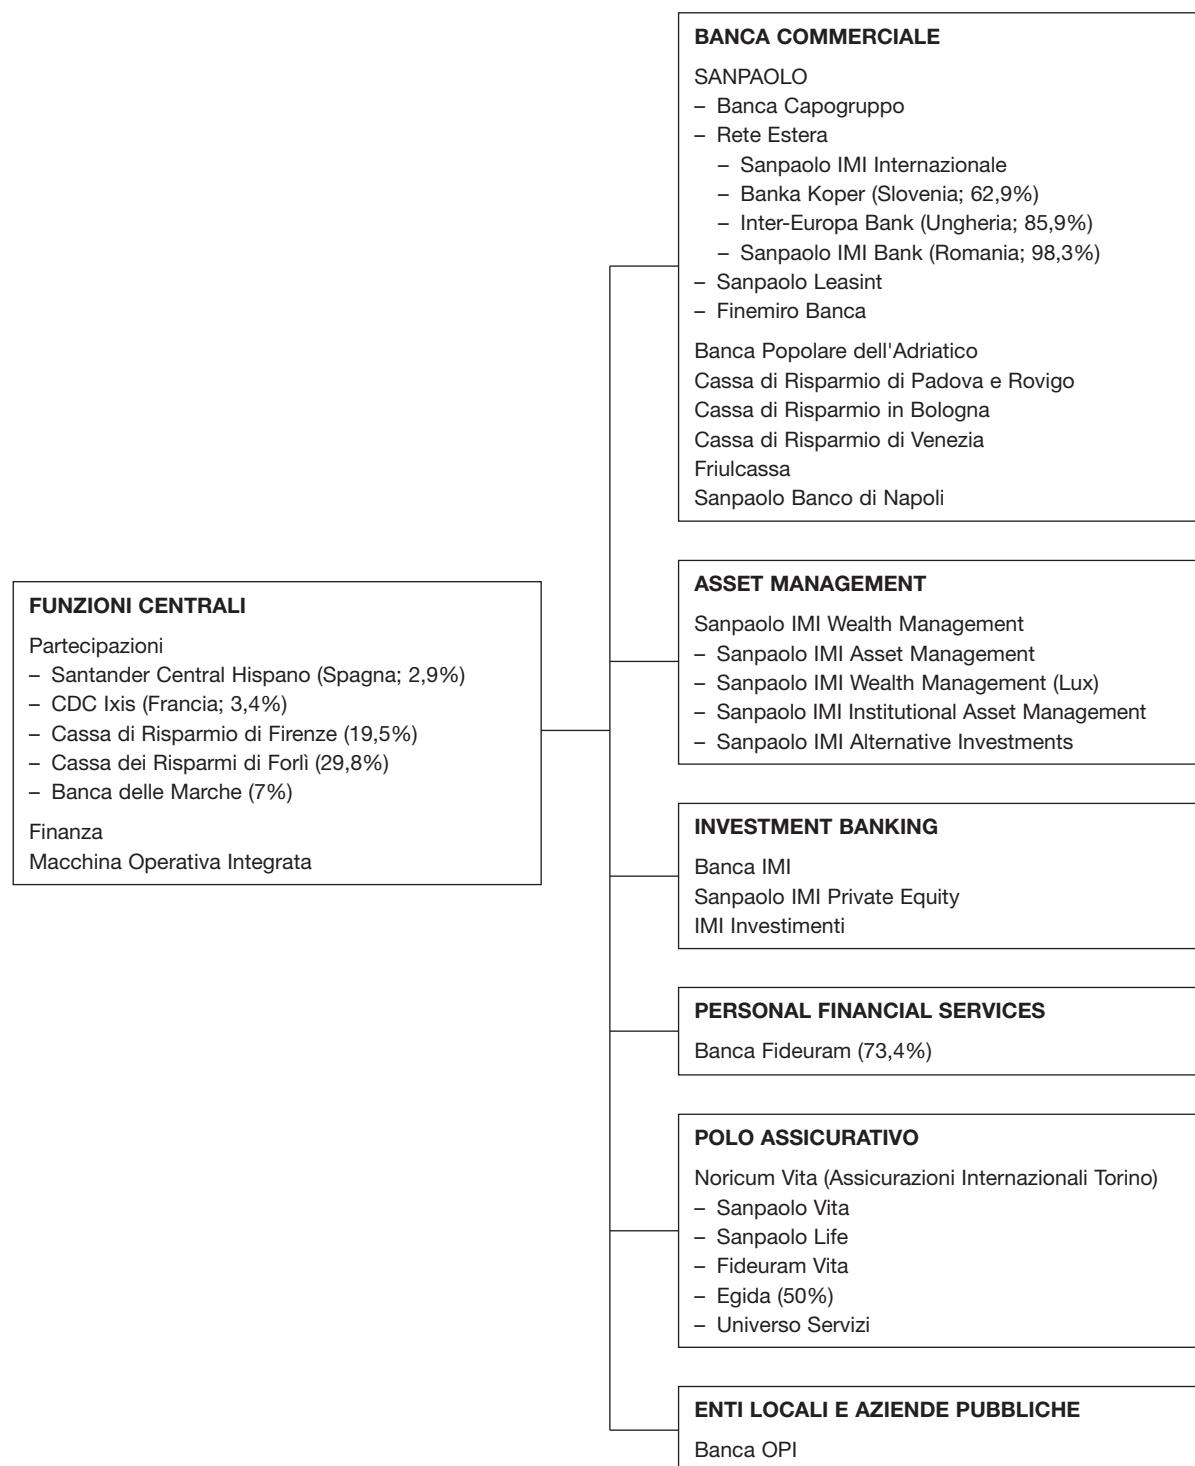 FUNZIONI CENTRALI
Partecipazioni
– Santander Central Hispano (Spagna; 2,9%)
– CDC Ixis (Francia; 3,4%)
– Cassa di Risparmio di Firenze (19,5%)
– Cassa dei Risparmi di Forlì (29,8%)
– Banca delle Marche (7%)
Finanza
Macchina Operativa Integrata
BANCA COMMERCIALE
SANPAOLO
– Banca Capogruppo
– Rete Estera
– Sanpaolo IMI Internazionale
– Banka Koper (Slovenia; 62,9%)
– Inter-Europa Bank (Ungheria; 85,9%)
– Sanpaolo IMI Bank (Romania; 98,3%)
– Sanpaolo Leasint
– Finemiro Banca
Banca Popolare dell'Adriatico
Cassa di Risparmio di Padova e Rovigo
Cassa di Risparmio in Bologna
Cassa di Risparmio di Venezia
Friulcassa
Sanpaolo Banco di Napoli
ASSET MANAGEMENT
Sanpaolo IMI Wealth Management
– Sanpaolo IMI Asset Management
– Sanpaolo IMI Wealth Management (Lux)
– Sanpaolo IMI Institutional Asset Management
– Sanpaolo IMI Alternative Investments
INVESTMENT BANKING
Banca IMI
Sanpaolo IMI Private Equity
IMI Investimenti
PERSONAL FINANCIAL SERVICES
Banca Fideuram (73,4%)
POLO ASSICURATIVO
Noricum Vita (Assicurazioni Internazionali Torino)
– Sanpaolo Vita
– Sanpaolo Life
– Fideuram Vita
– Egida (50%)
– Universo Servizi
ENTI LOCALI E AZIENDE PUBBLICHE
Banca OPI